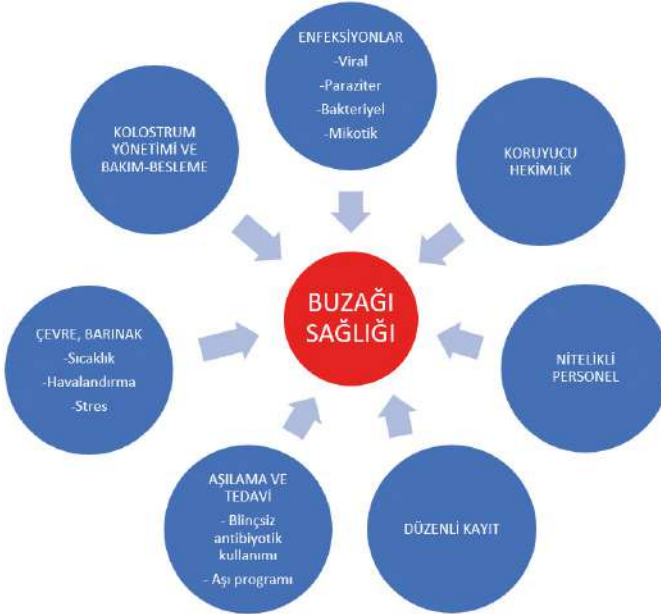 ENFEKSİYONLAR
-Viral
-Paraziter
-Bakteriyel
-Mikotik
KORUYUCU
HEKİMLİK
NİTELİKLİ
PERSONEL
DÜZENLİ KAYIT
AŞILAMA VE
TEDAVİ
- Blinçsiz
antibiyotik
kullanımı
- Aşı programı
ÇEVRE, BARINAK
-Sıcaklık
-Havalandırma
-Stres
KOLOSTRUM
YÖNETİMİ VE
BAKIM-BESLEME
BUZAĞI
SAĞLIĞI